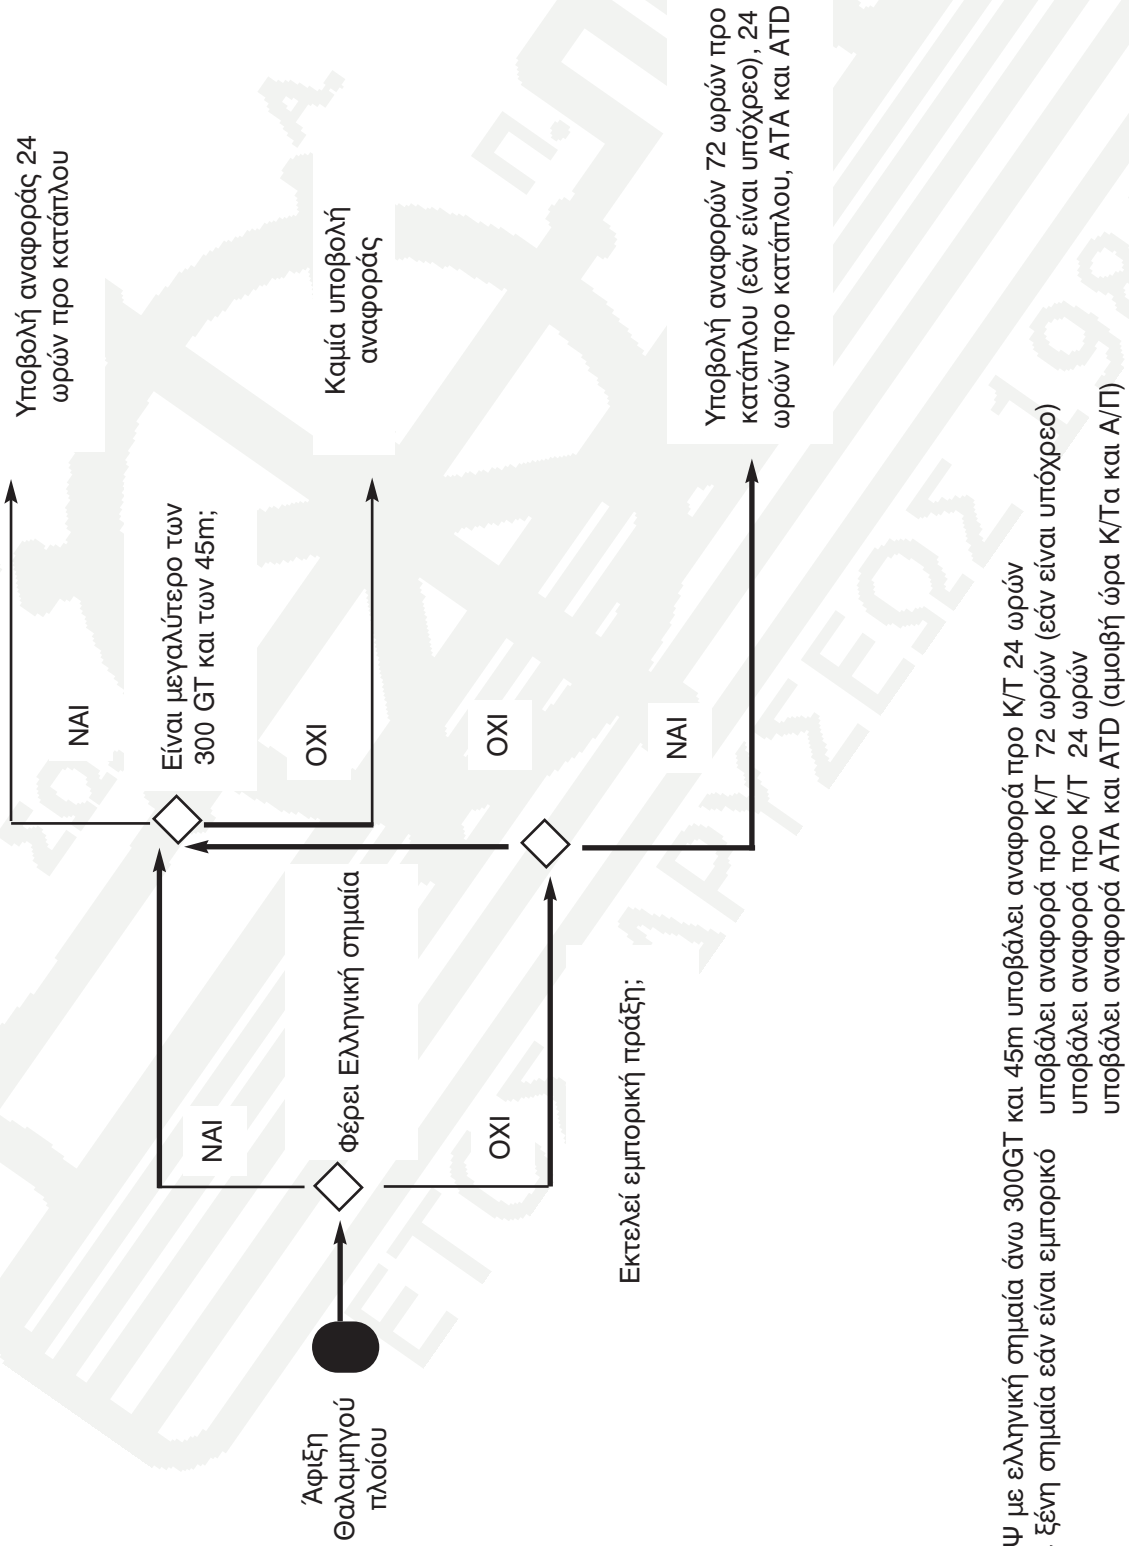 Άφιξη
Θαλαμηγού
πλοίου
Φέρει Ελληνική σημαία
ΝΑΙ
ΟΧΙ
Εκτελεί εμπορική πράξη;
Είναι μεγαλύτερο των
300 GT και των 45m;
ΝΑΙ
ΟΧΙ
ΟΧΙ
ΝΑΙ
Υποβολή αναφοράς 24
ωρών προ κατάπλου
Καμία υποβολή
αναφοράς
Υποβολή αναφορών 72 ωρών προ
κατάπλου (εάν είναι υπόχρεο), 24
ωρών προ κατάπλου, ATA και ATD
Ψ με ελληνική σημαία άνω 300GT και 45m υποβάλει αναφορά προ Κ/Τ 24 ωρών
ξένη σημαία εάν είναι εμπορικό υποβάλει αναφορά προ Κ/Τ 72 ωρών (εάν είναι υπόχρεο)
υποβάλει αναφορά προ Κ/Τ 24 ωρών
υποβάλει αναφορά ATA και ATD (αμοιβή ώρα Κ/Τα και Α/Π)